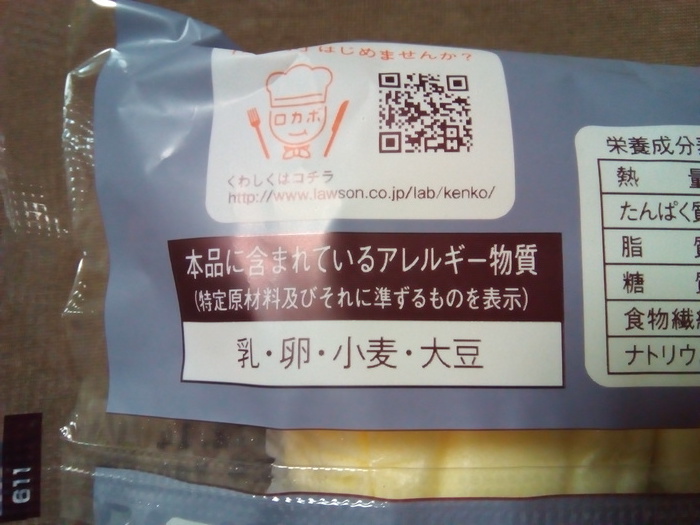 はじめませんか?
ロカボ
くわしくはコチラ
http://www.lawson.co.jp/lab/kenko/
本品に含まれているアレルギー物質
(特定原材料及びそれに準ずるものを表示)
乳・卵・小麦・大豆
栄養成分
熱 量
たんぱく質
脂 質
糖 質
食物繊維
ナトリウ
611